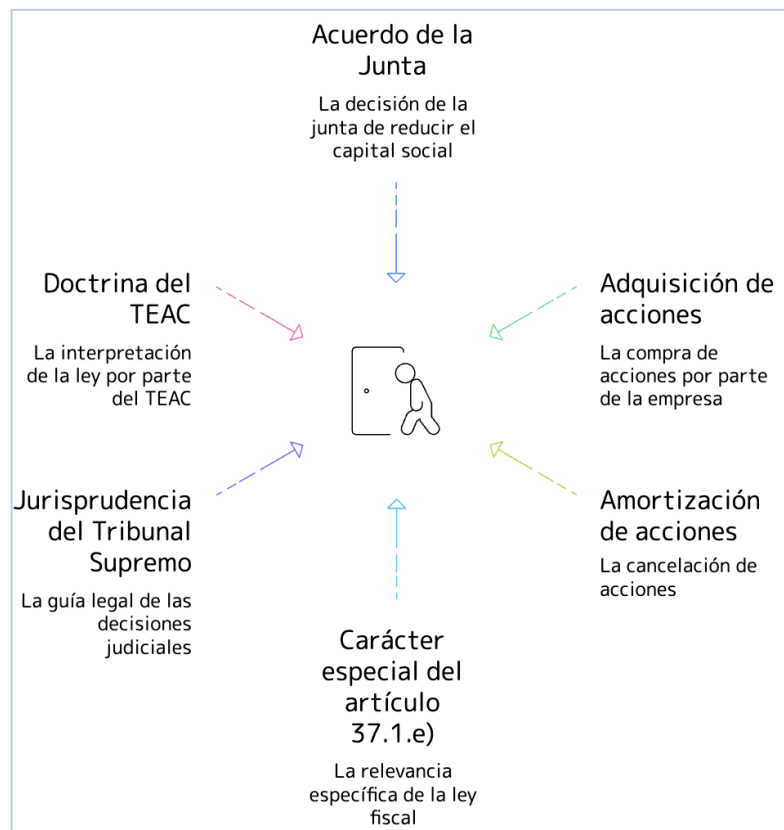 Acuerdo de la
Junta
La decisión de la
junta de reducir el
capital social
Doctrina del
TEAC
La interpretación
de la ley por parte
del TEAC
Adquisición de
acciones
La compra de
acciones por parte
de la empresa
Jurisprudencia
del Tribunal
Supremo
La guía legal de las
decisiones
judiciales
Amortización
de acciones
La cancelación de
acciones
Carácter
especial del
artículo
37.1.e)
La relevancia
específica de la ley
fiscal